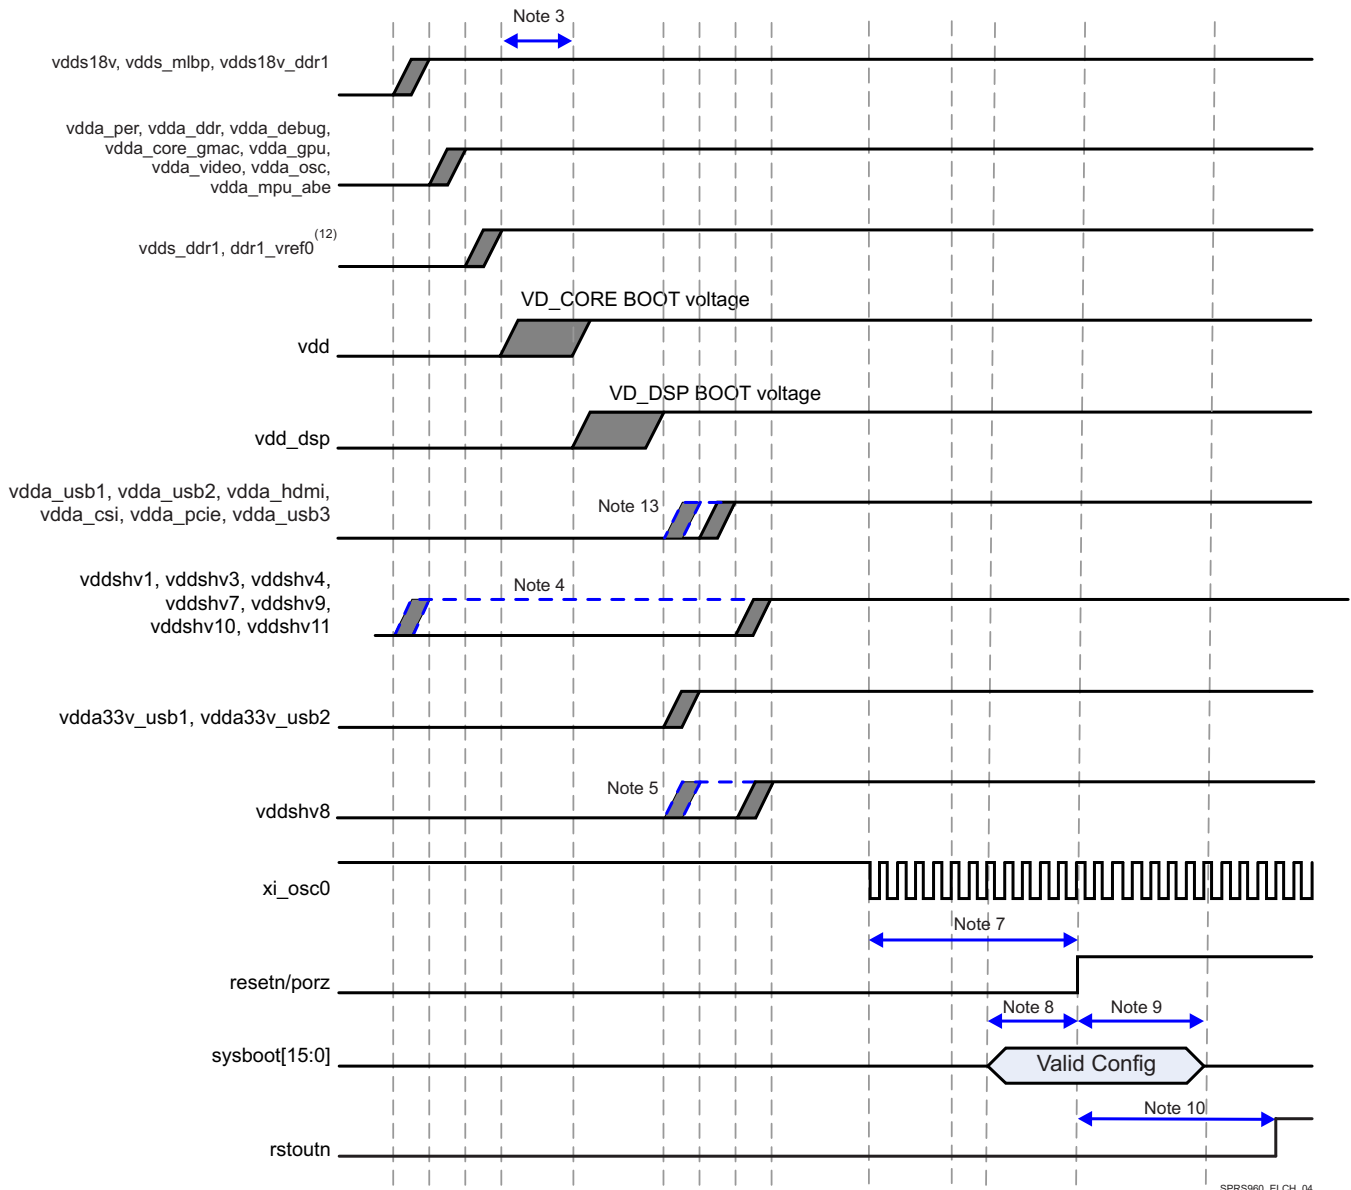 Note 3
vdds18v, vdds_mlbp, vdds18v_ddr1
vdda_per, vdda_ddr, vdda_debug,
vdda_core_gmac, vdda_gpu,
vdda_video, vdda_osc,
vdda_mpu_abe
vdds_ddr1, ddr1_vref0(12)
VD_CORE BOOT voltage
vdd
VD_DSP BOOT voltage
vdd_dsp
vdda_usb1, vdda_usb2, vdda_hdmi,
vdda_csi, vdda_pcie, vdda_usb3
Note 13
vddshv1, vddshv3, vddshv4,
vddshv7, vddshv9,
vddshv10, vddshv11
Note 4
vdda33v_usb1, vdda33v_usb2
Note 5
vddshv8
xi_osc0
Note 7
resetn/porz
Note 8
Note 9
sysboot[15:0]
Valid Config
Note 10
rstoutn
SPRS960_ELCH_04